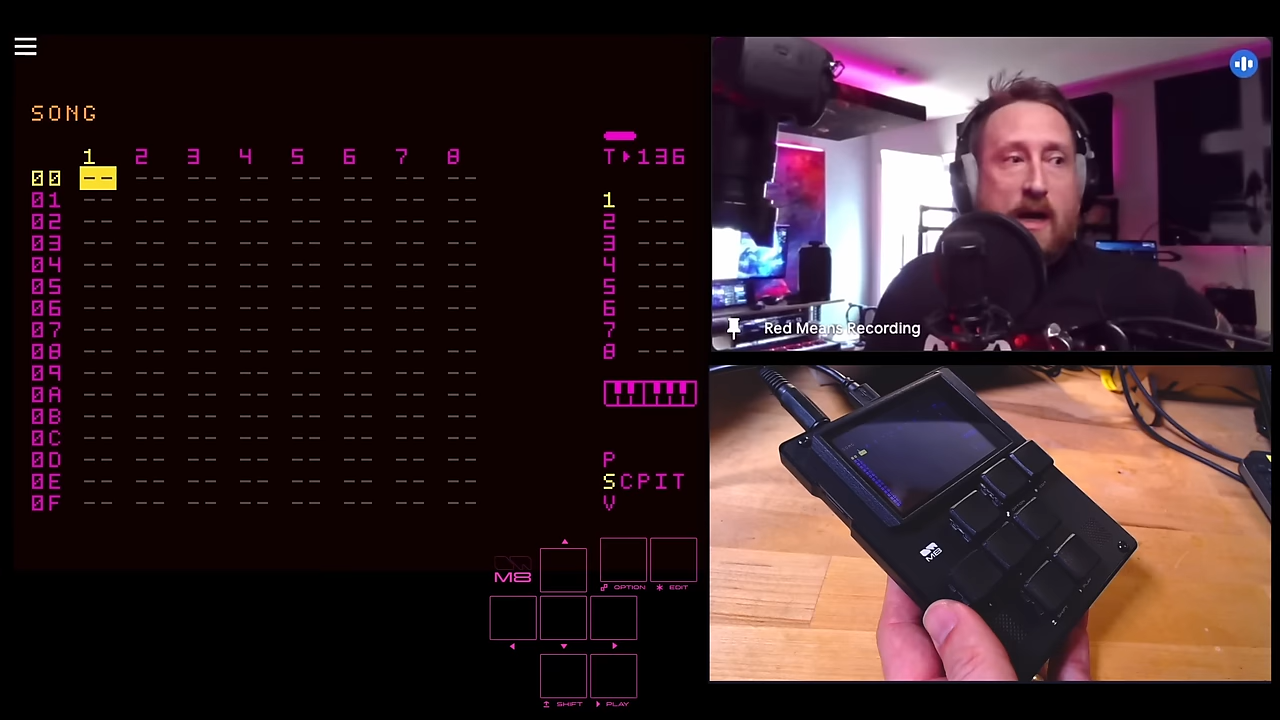 SONG
1 2 3 4 5 6 7 8
T 136
00 -- -- -- -- -- -- -- --
01 -- -- -- -- -- -- -- --
1 ---
02 -- -- -- -- -- -- -- --
2 ---
03 -- -- -- -- -- -- -- --
3 ---
04 -- -- -- -- -- -- -- --
4 ---
05 -- -- -- -- -- -- -- --
5 ---
06 -- -- -- -- -- -- -- --
6 ---
07 -- -- -- -- -- -- -- --
7 ---
08 -- -- -- -- -- -- -- --
8 ---
09 -- -- -- -- -- -- -- --
0A -- -- -- -- -- -- -- --
0B -- -- -- -- -- -- -- --
0C -- -- -- -- -- -- -- --
0D -- -- -- -- -- -- -- --
P
0E -- -- -- -- -- -- -- --
SCPIT
0F -- -- -- -- -- -- -- --
V
M8
OPTION
EDIT
SHIFT
PLAY
Red Means Recording
M8